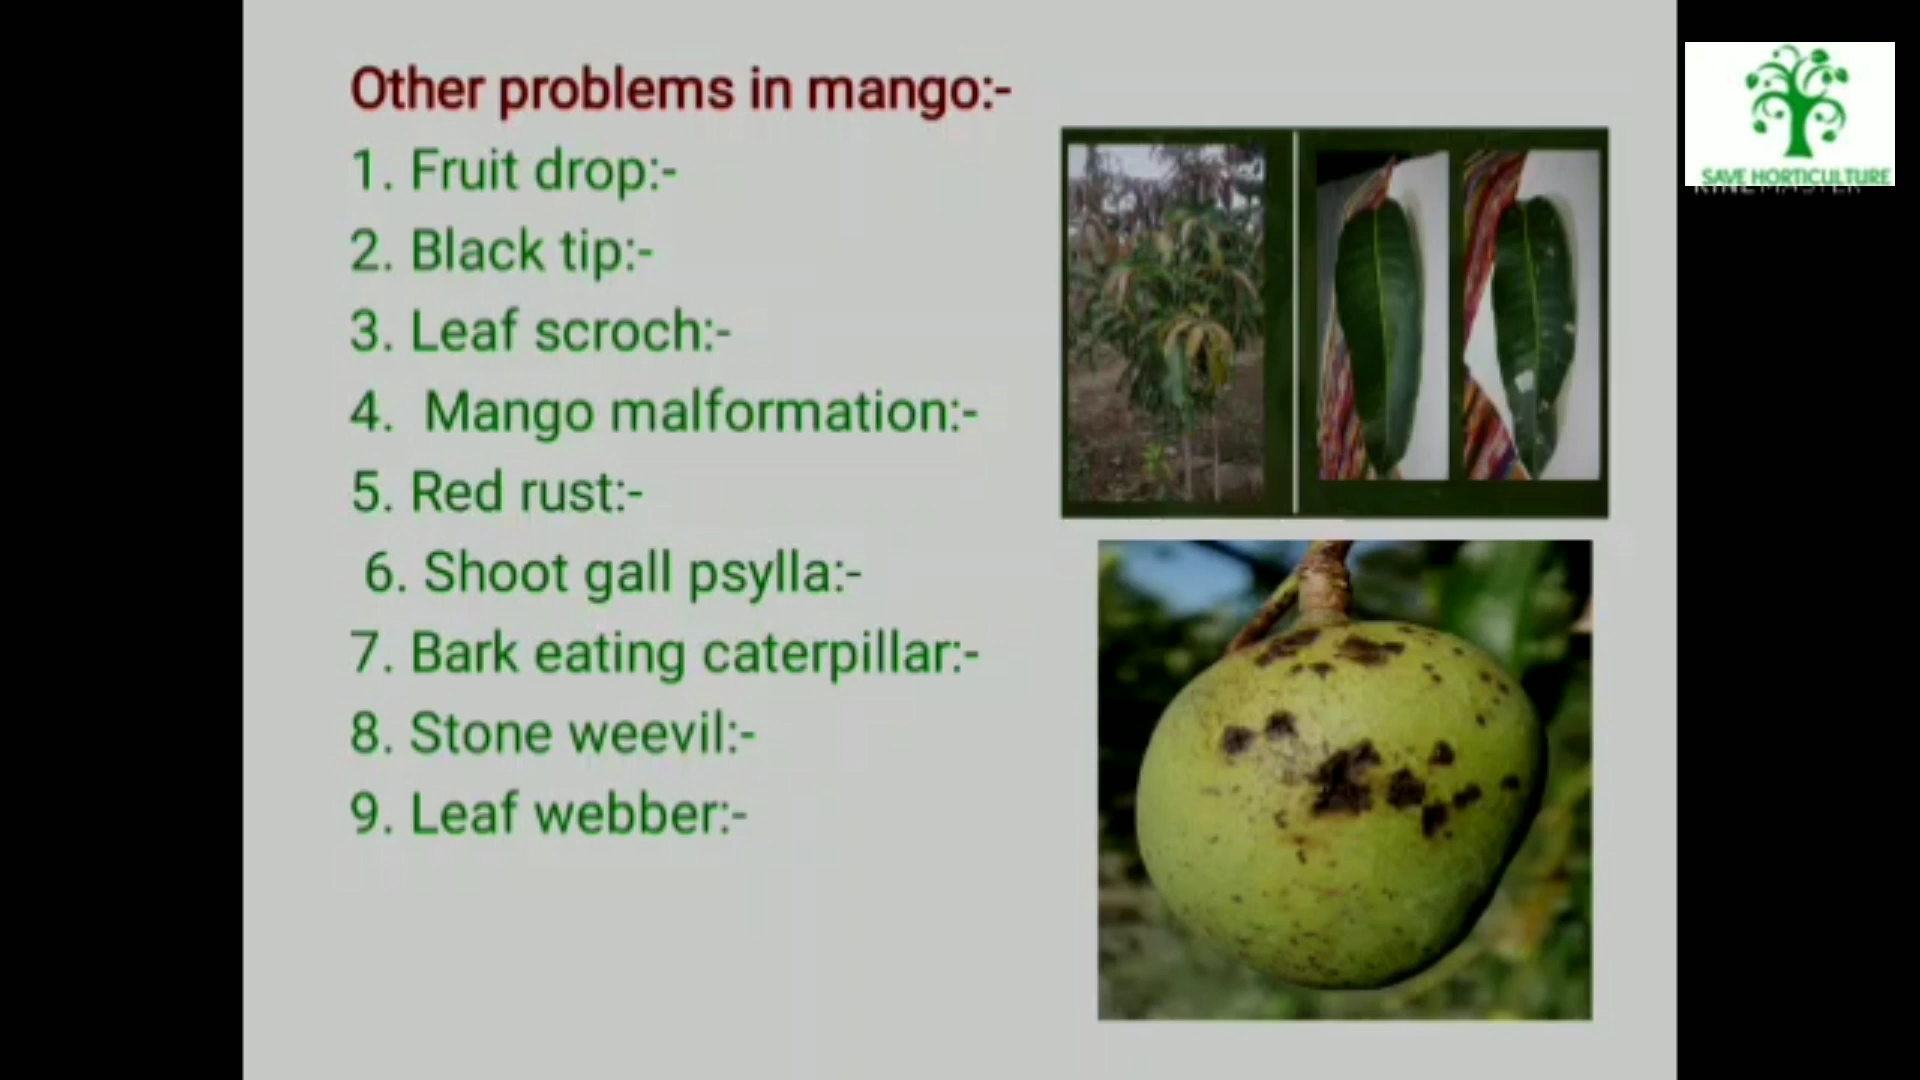 Other problems in mango:-
1. Fruit drop:-
2. Black tip:-
3. Leaf scroch:-
4. Mango malformation:-
5. Red rust:-
6. Shoot gall psylla:-
7. Bark eating caterpillar:-
8. Stone weevil:-
9. Leaf webber:-
SAVE HORTICULTURE